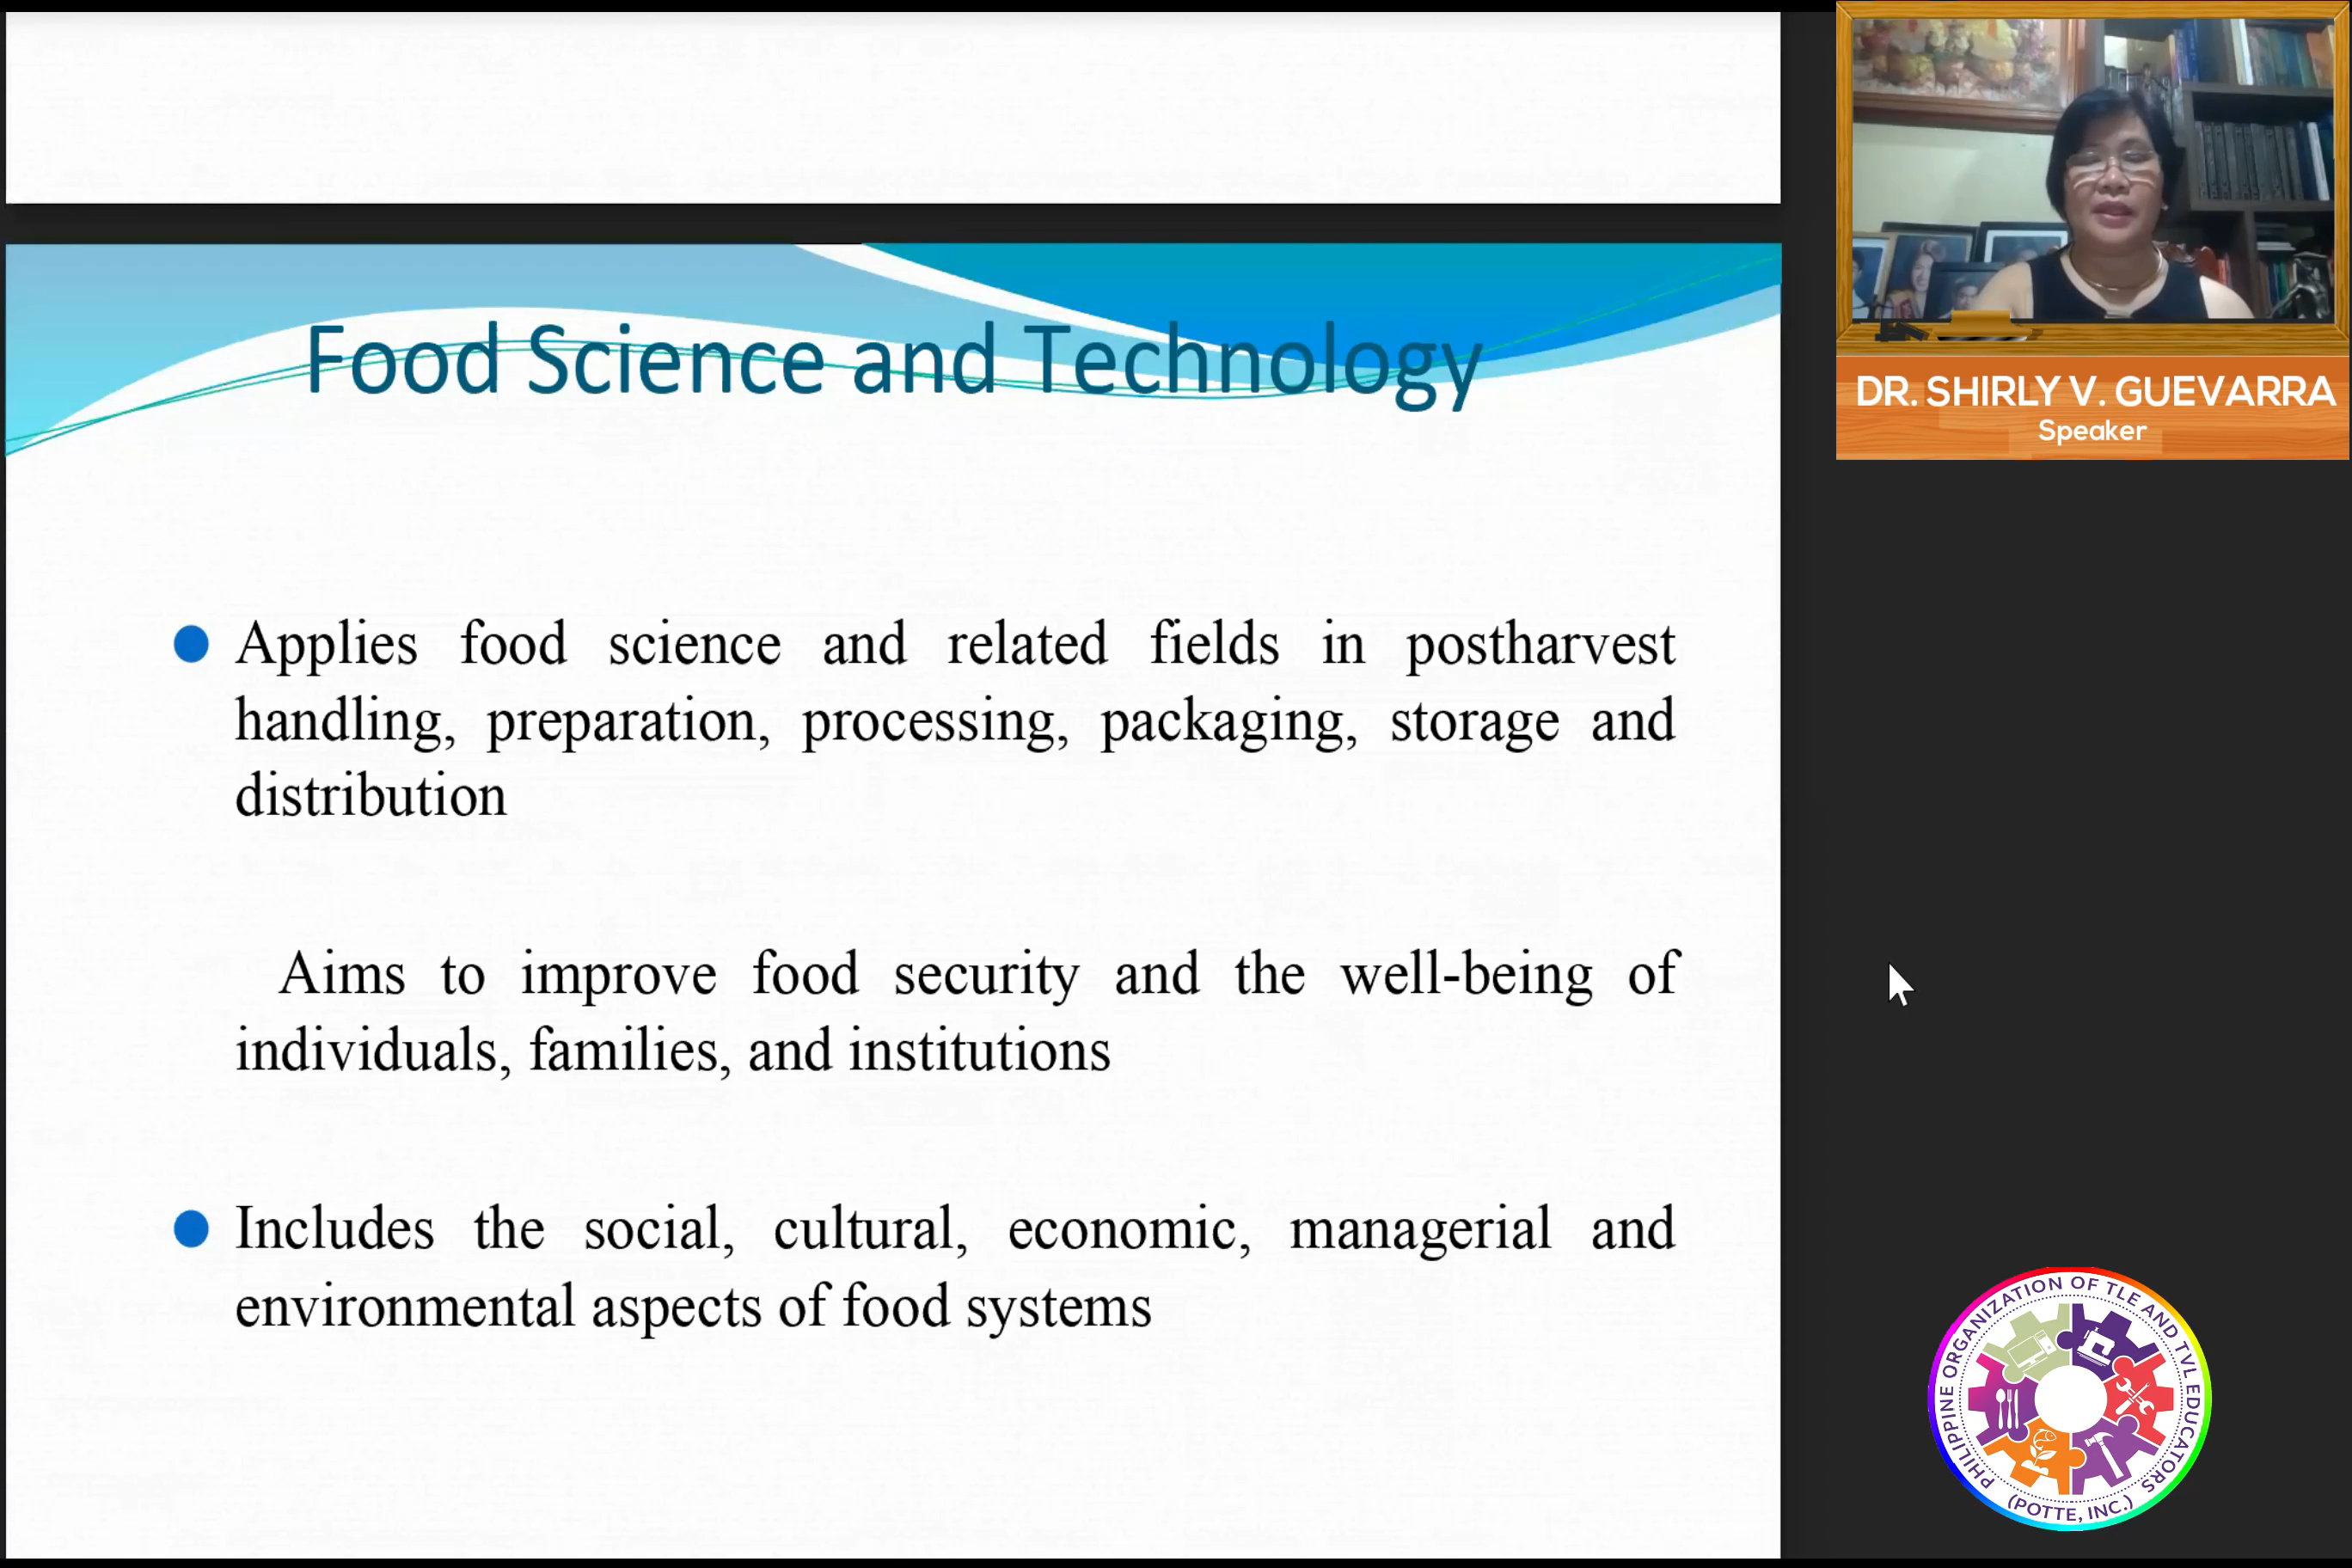 Food Science and Technology
Applies food science and related fields in postharvest
handling, preparation, processing, packaging, storage and
distribution
Aims to improve food security and the well-being of
individuals, families, and institutions
Includes the social, cultural, economic, managerial and
environmental aspects of food systems
DR. SHIRLY V. GUEVARRA
Speaker
PHILIPPINE ORGANIZATION OF TLE AND TVL EDUCATORS
(POTTE, INC.)